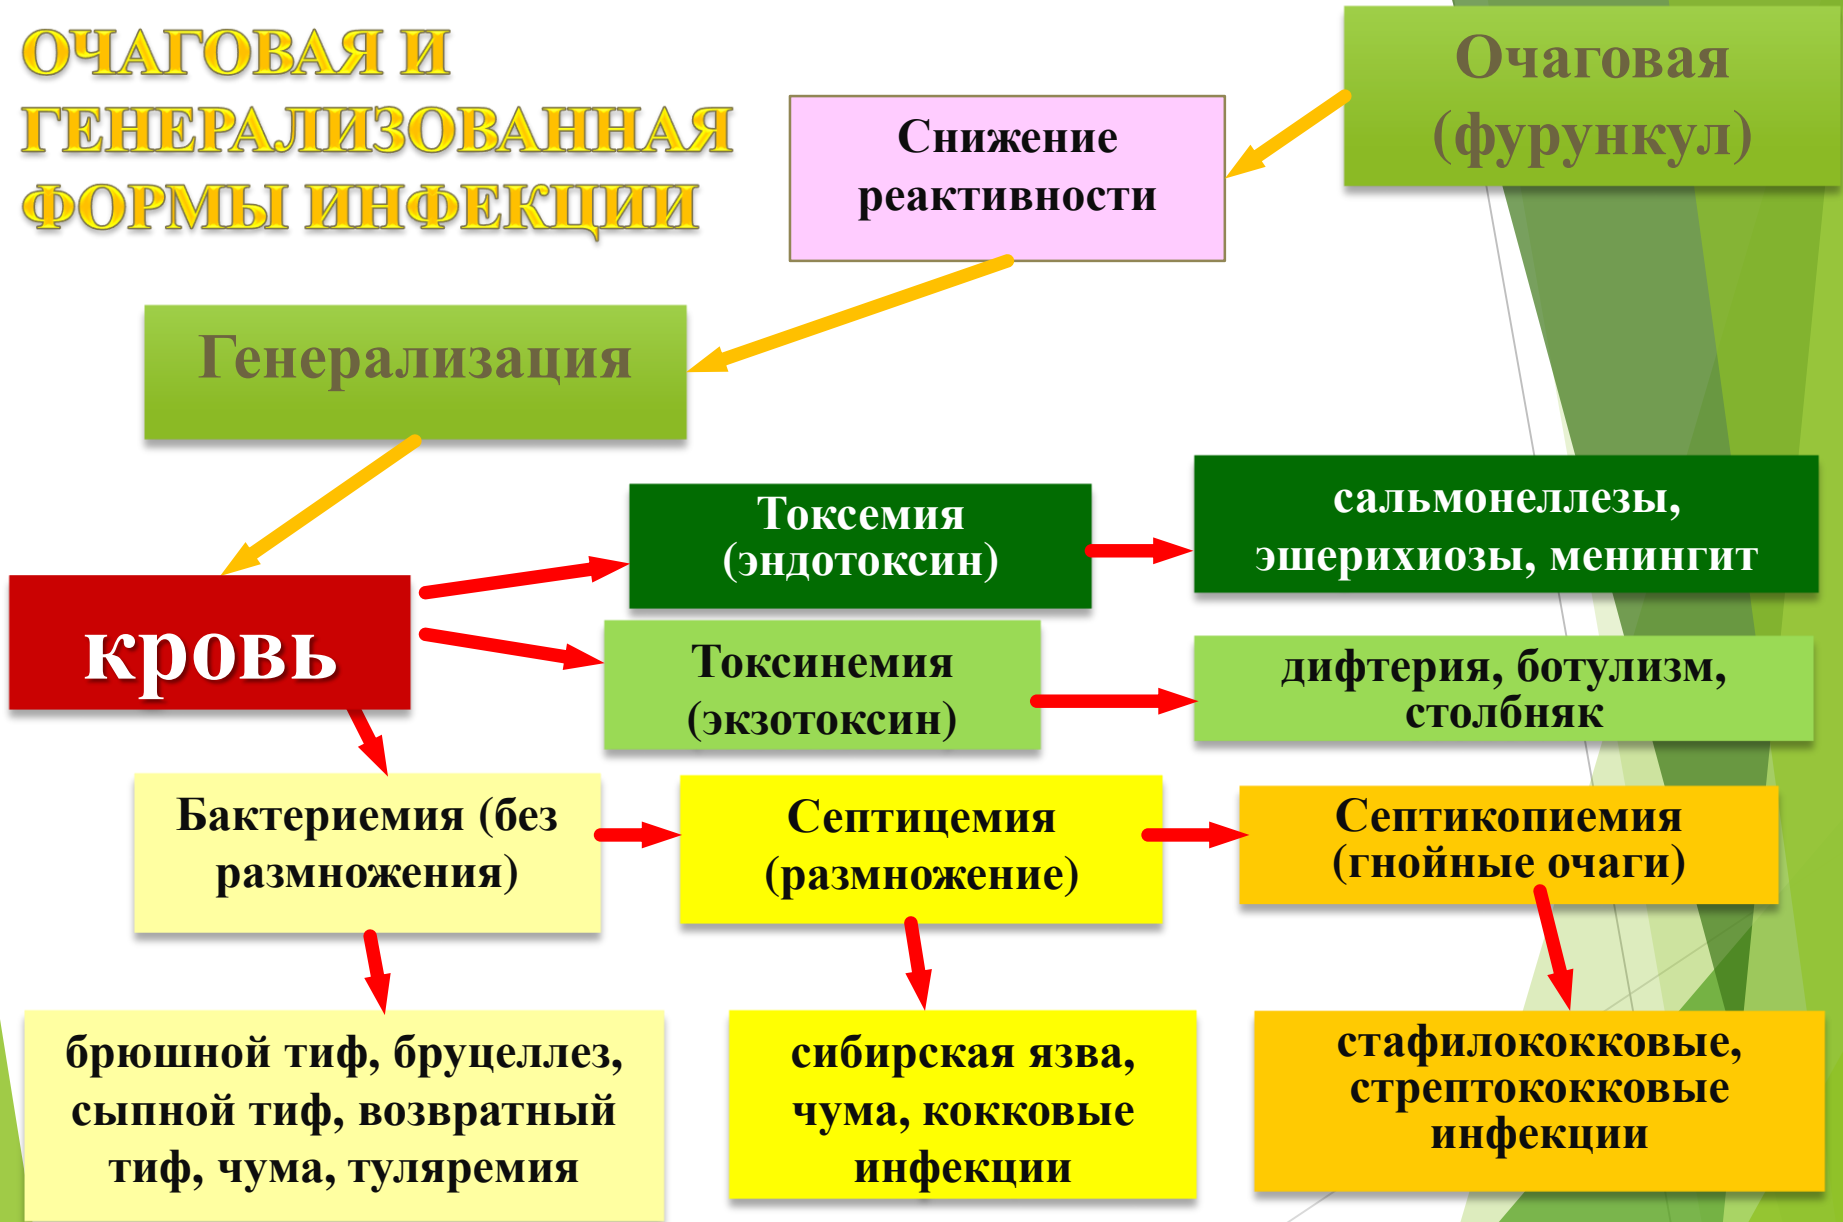 ОЧАГОВАЯ И
ГЕНЕРАЛИЗОВАННАЯ
ФОРМЫ ИНФЕКЦИИ
Очаговая
(фурункул)
Снижение
реактивности
Генерализация
кровь
Токсемия
(эндотоксин)
сальмонеллезы,
эшерихиозы, менингит
Токсинемия
(экзотоксин)
дифтерия, ботулизм,
столбняк
Бактериемия (без
размножения)
Септицемия
(размножение)
Септикопиемия
(гнойные очаги)
брюшной тиф, бруцеллез,
сыпной тиф, возвратный
тиф, чума, туляремия
сибирская язва,
чума, кокковые
инфекции
стафилококковые,
стрептококковые
инфекции